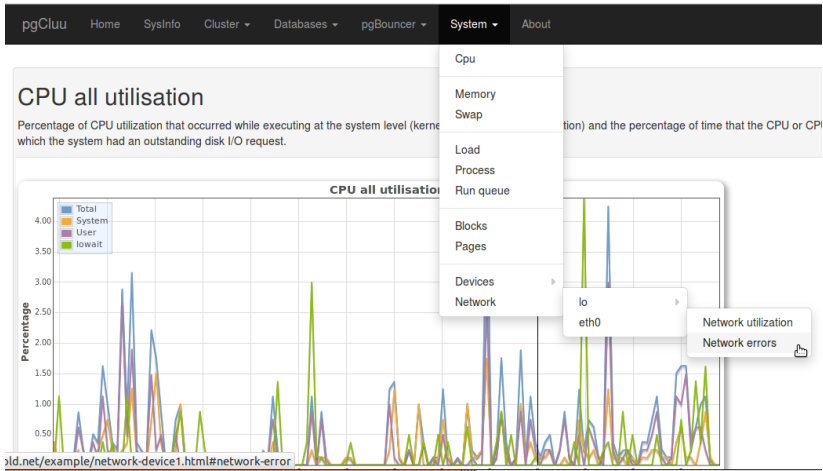 pgCluu Home SysInfo Cluster Databases pgBouncer System About
Cpu
Memory
Swap
Load
Process
Run queue
Blocks
Pages
Devices
Network
lo
eth0
Network utilization
Network errors
CPU all utilisation
Percentage of CPU utilization that occurred while executing at the system level (kerne tion) and the percentage of time that the CPU or CPU
which the system had an outstanding disk I/O request.
CPU all utilisation
Total
System
User
Iowait
Percentage
4.00
3.50
3.00
2.50
2.00
1.50
1.00
0.50
ld.net/example/network-device1.html#network-error